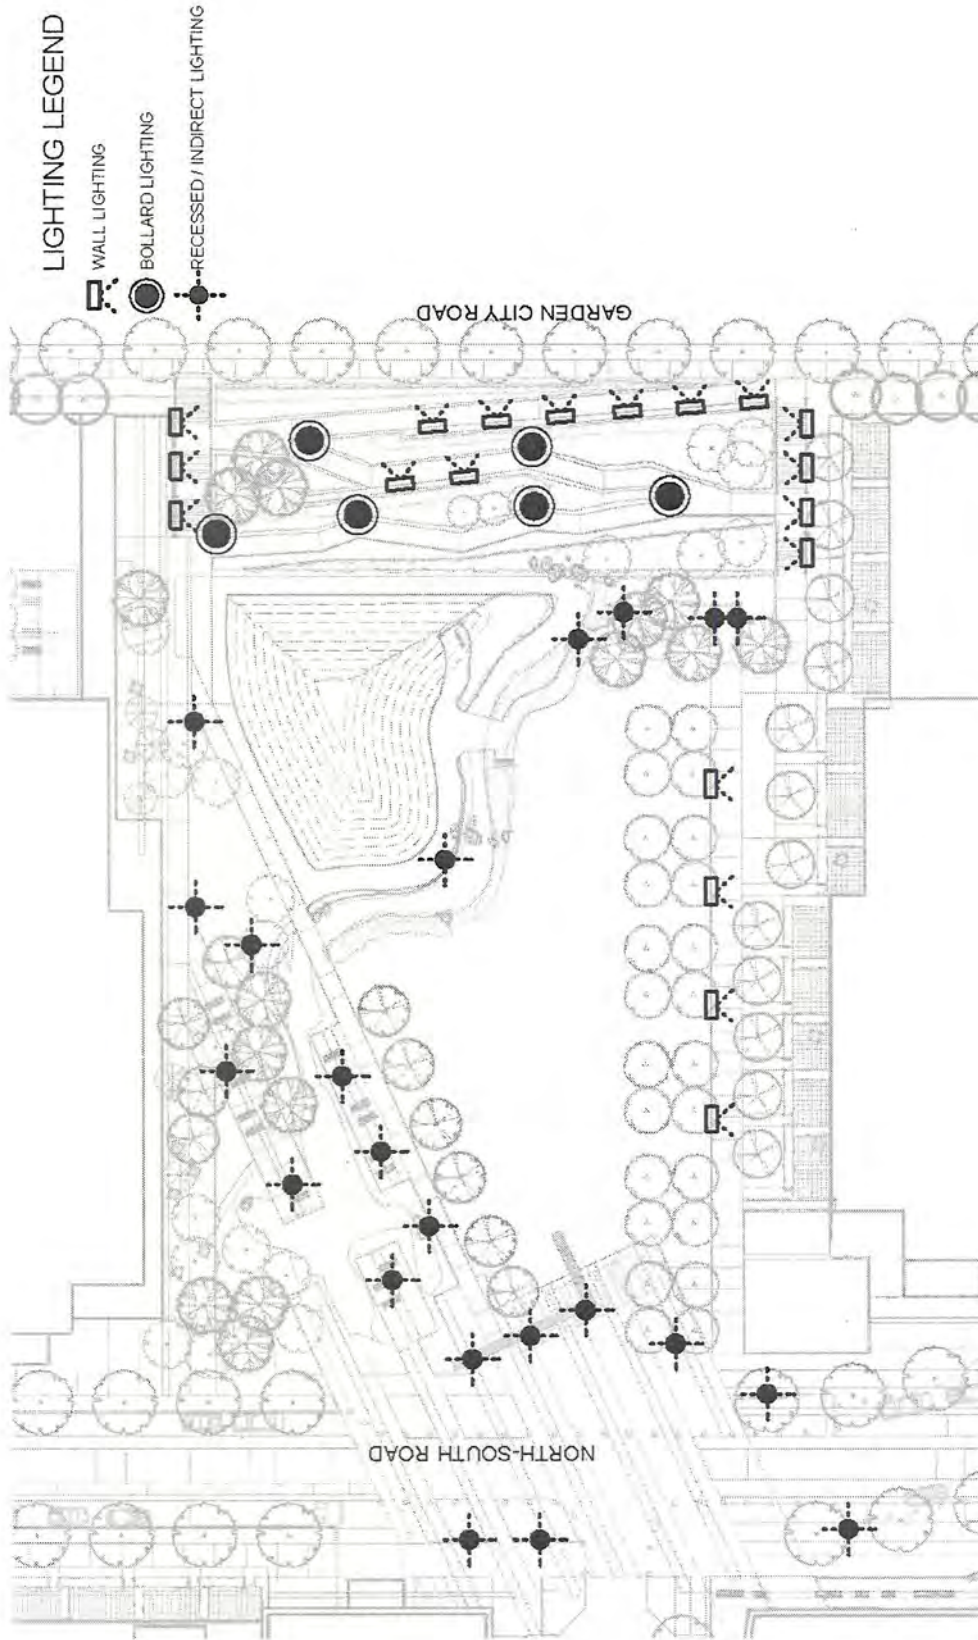 LIGHTING LEGEND
WALL LIGHTING
BOLLARD LIGHTING
RECESSED / INDIRECT LIGHTING
GARDEN CITY ROAD
NORTH-SOUTH ROAD